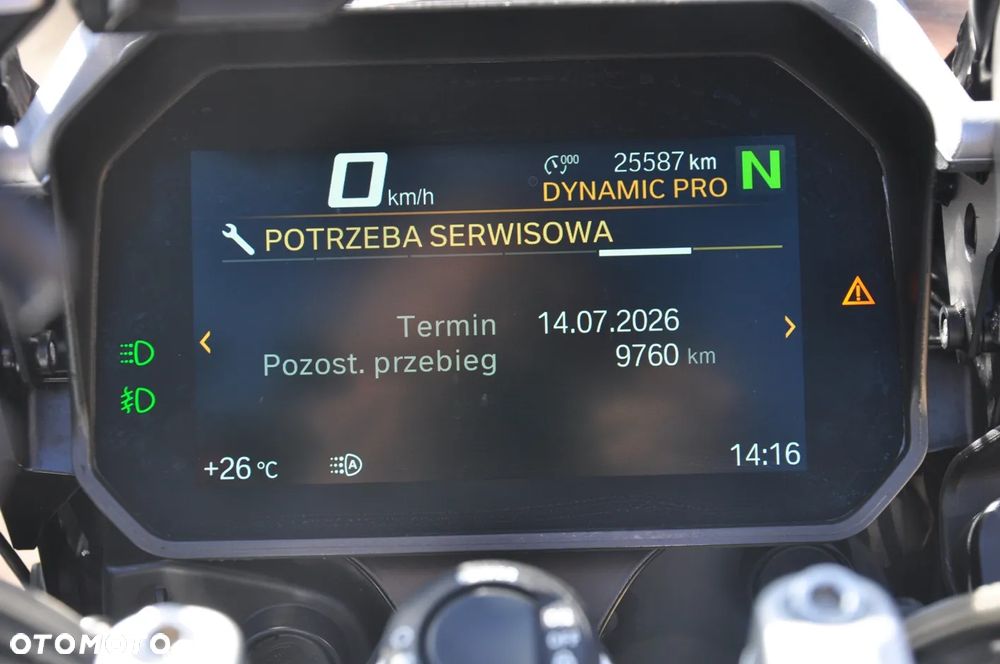 0 km/h
000 25587 km
DYNAMIC PRO N
POTRZEBA SERWISOWA
Termin 14.07.2026
Pozost. przebieg 9760 km
+26 °C A 14:16
OTOMOTO